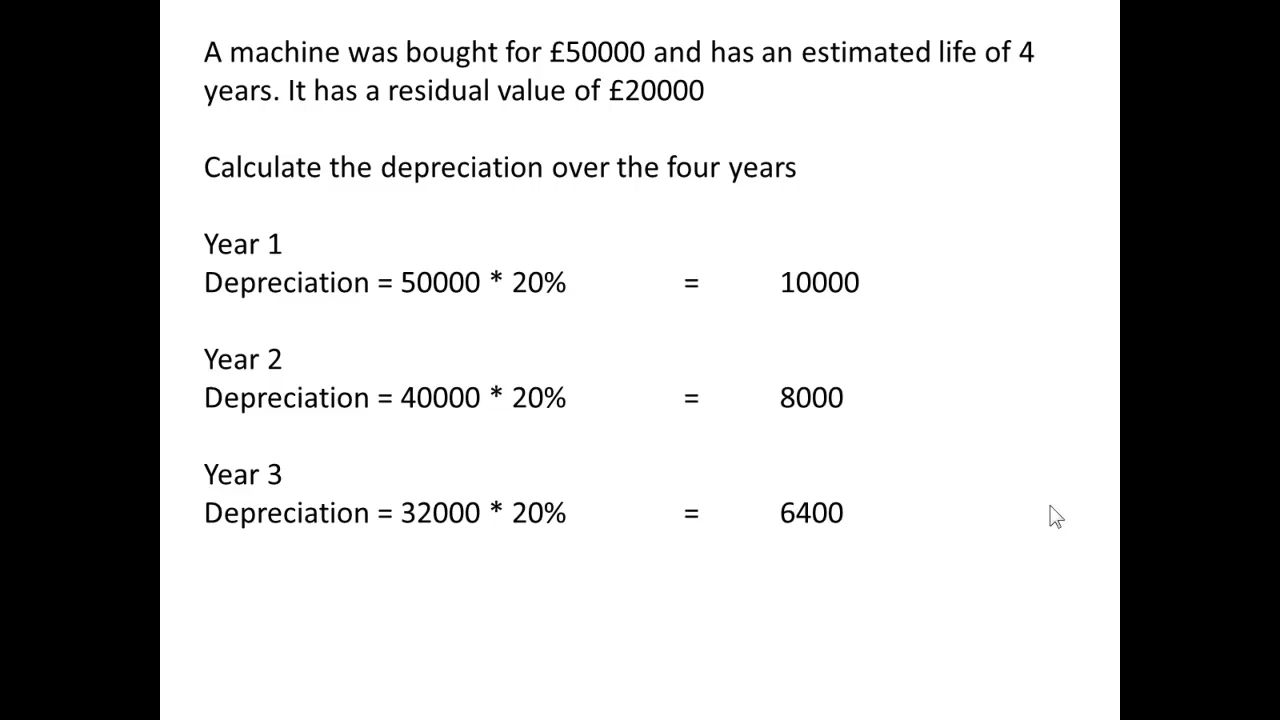 A machine was bought for £50000 and has an estimated life of 4
years. It has a residual value of £20000
Calculate the depreciation over the four years
Year 1
Depreciation = 50000 * 20% = 10000
Year 2
Depreciation = 40000 * 20% = 8000
Year 3
Depreciation = 32000 * 20% = 6400